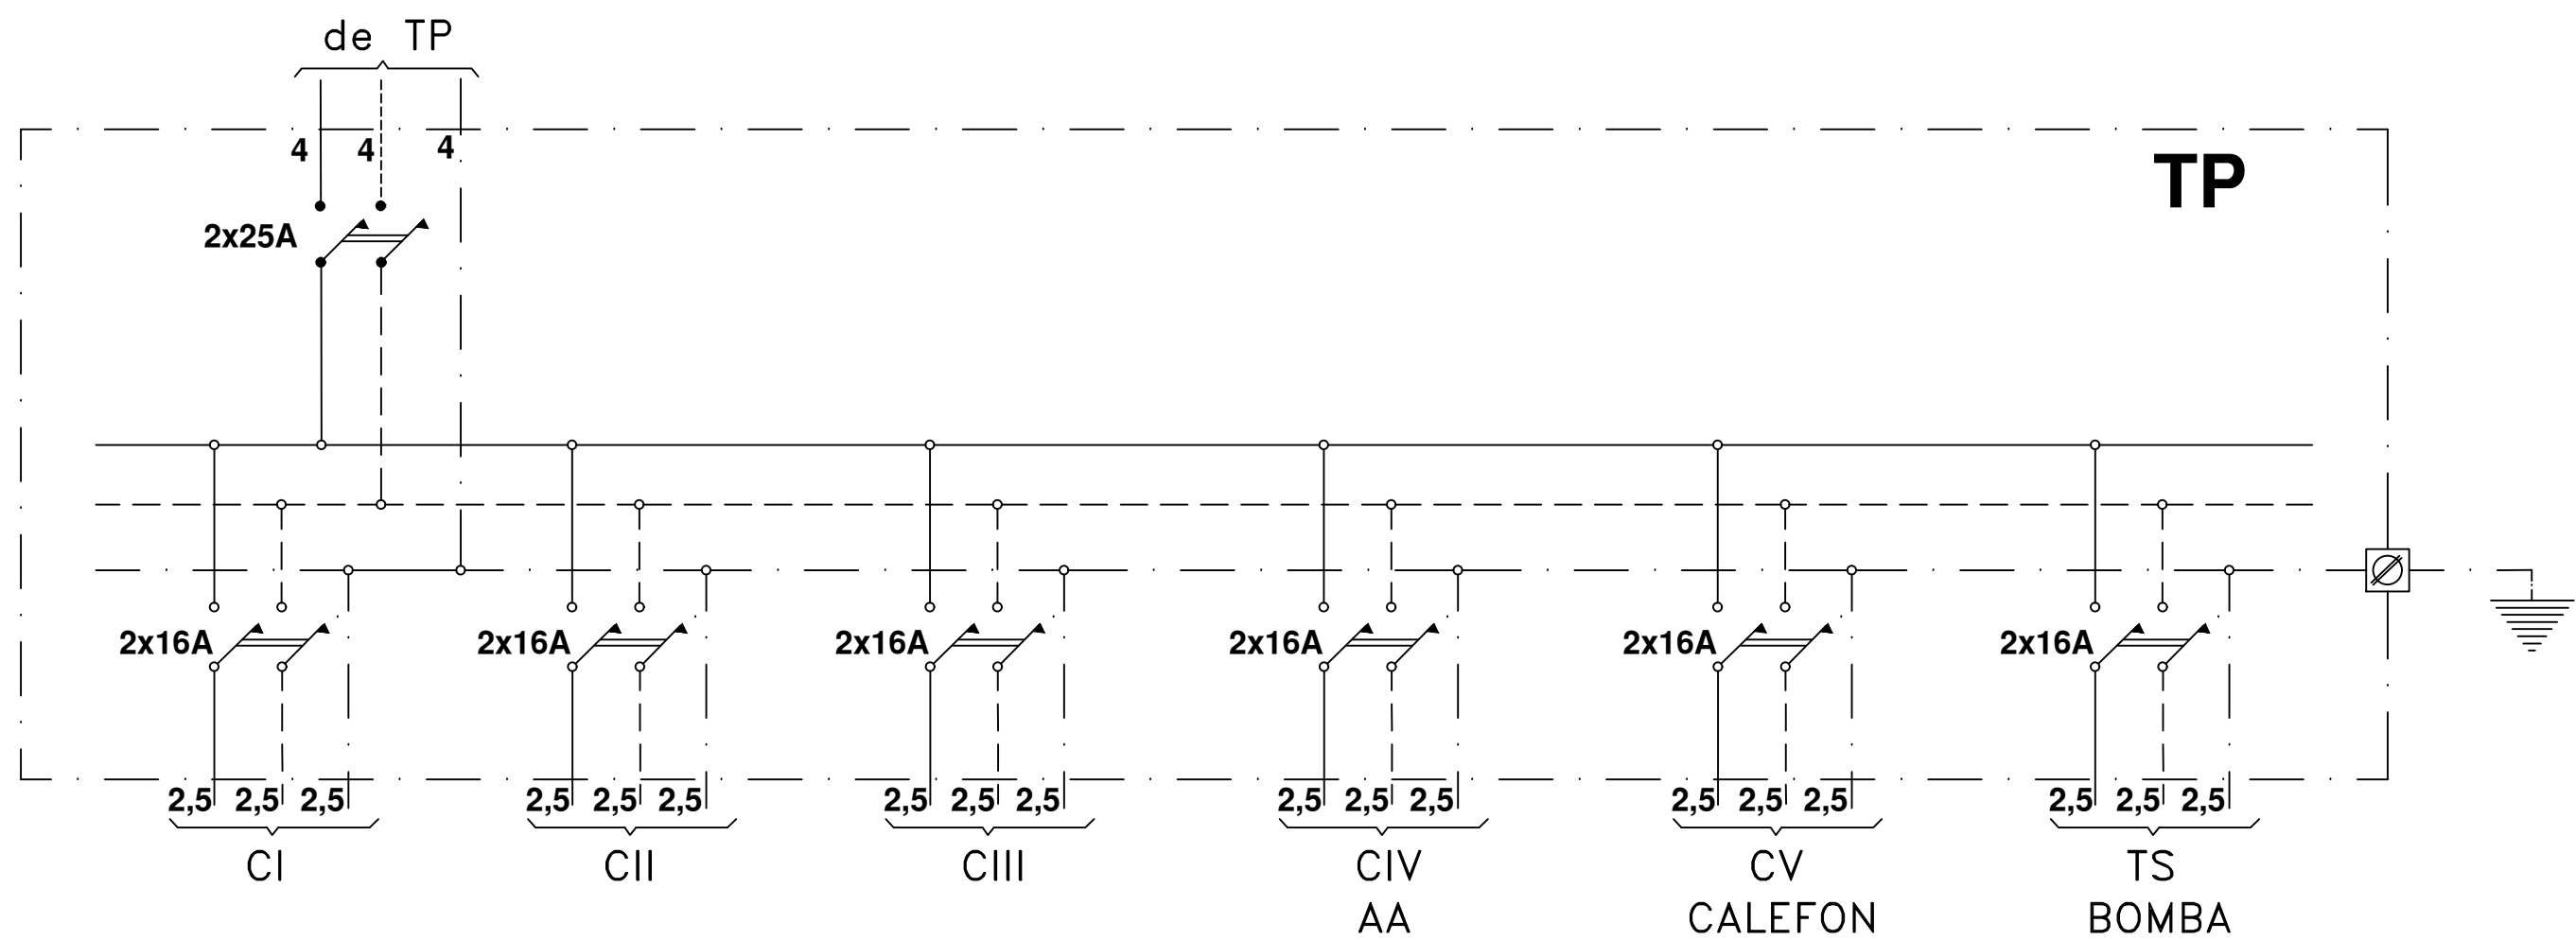 de TP
4 4 4
TP
2x25A
2x16A 2x16A 2x16A 2x16A 2x16A 2x16A
2,5 2,5 2,5 2,5 2,5 2,5 2,5 2,5 2,5 2,5 2,5 2,5 2,5 2,5 2,5 2,5 2,5 2,5
CI CII CIII CIV CV TS
AA CALEFON BOMBA